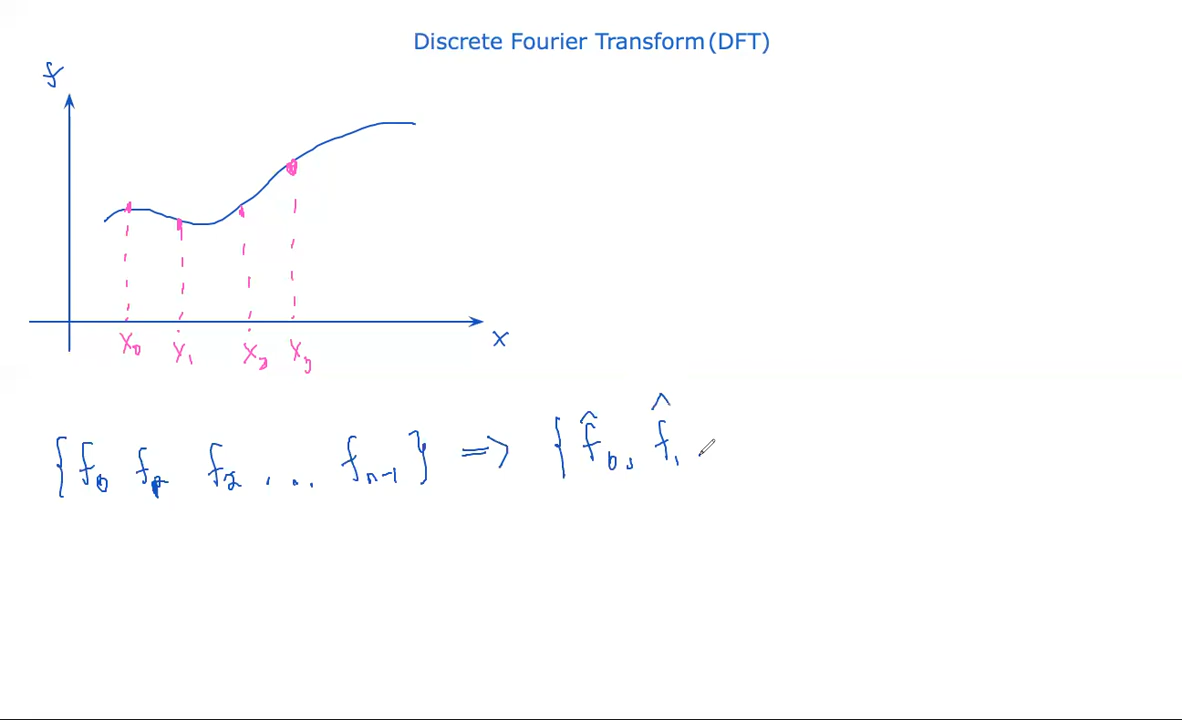 Discrete Fourier Transform (DFT)
f
x
x₀ x₁ x₂ x₃
{f₀ f₁ f₂ . . . fₙ₋₁} ⇒ {f̂₀, f̂₁